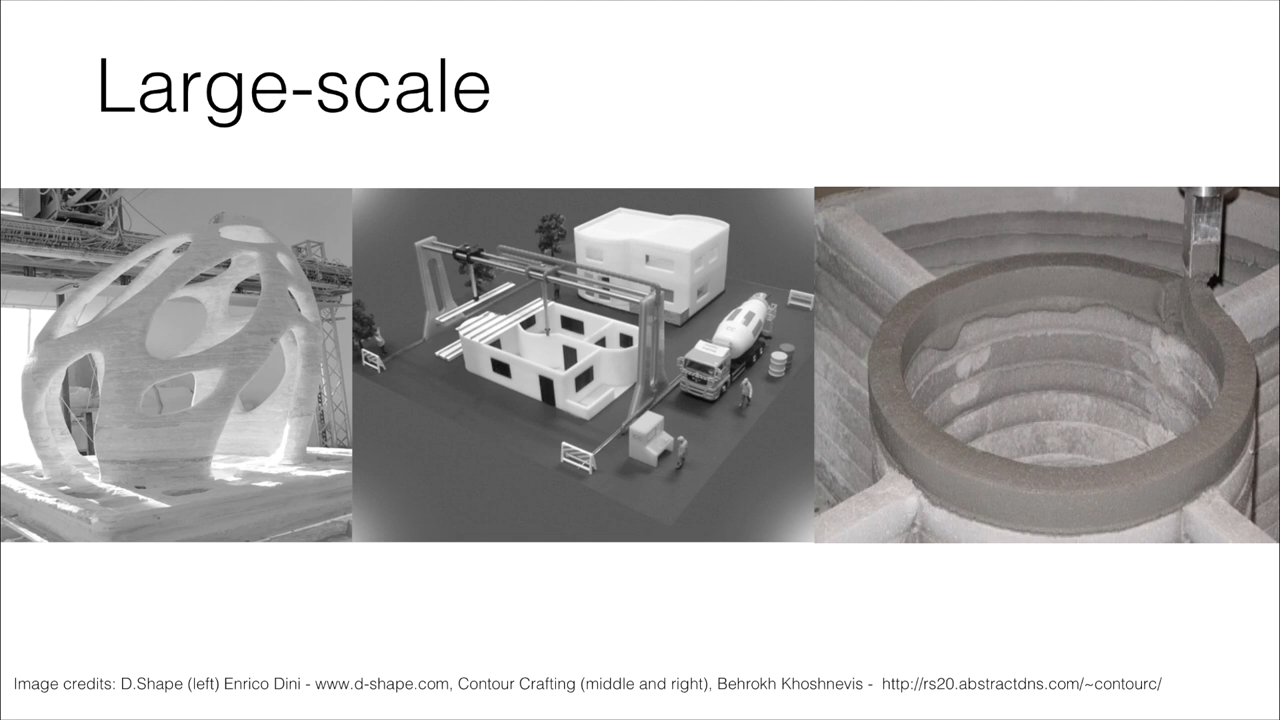 Large-scale
Image credits: D.Shape (left) Enrico Dini - www.d-shape.com, Contour Crafting (middle and right), Behrokh Khoshnevis - http://rs20.abstractdns.com/~contourc/